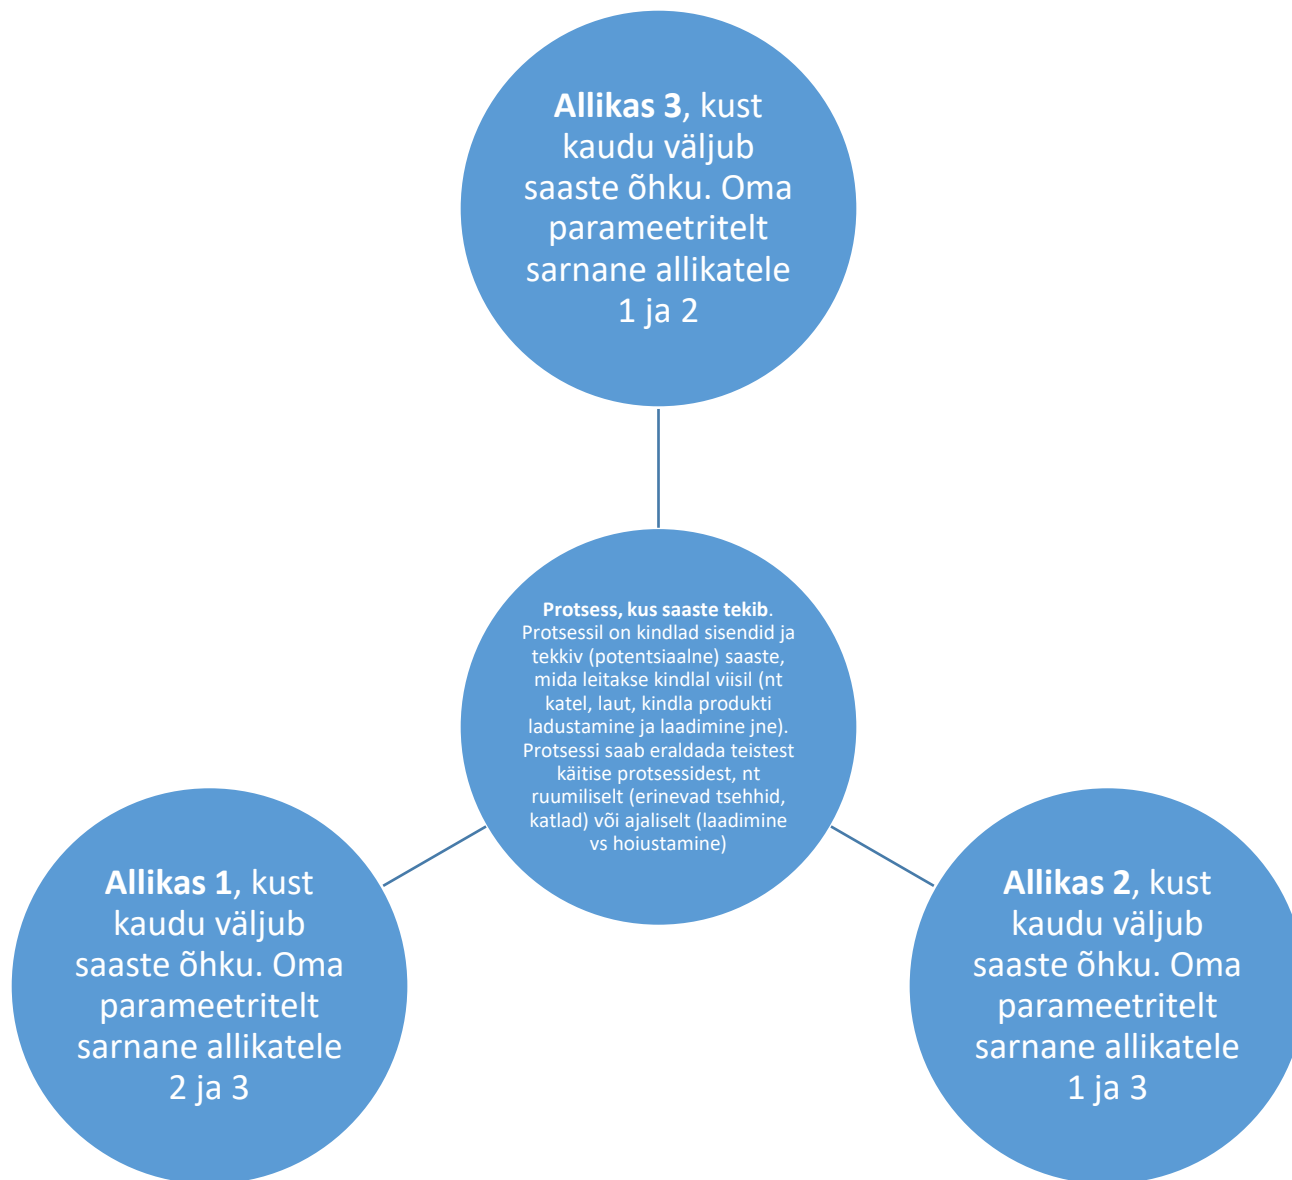 Allikas 3, kust
kaudu väljub
saaste õhku. Oma
parameetritelt
sarnane allikatele
1 ja 2
Protsess, kus saaste tekib.
Protsessil on kindlad sisendid ja
tekkiv (potentsiaalne) saaste,
mida leitakse kindlal viisil (nt
katel, laut, kindla produkti
ladustamine ja laadimine jne).
Protsessi saab eraldada teistest
käitise protsessidest, nt
ruumiliselt (erinevad tsehhid,
katlad) või ajaliselt (laadimine
vs hoiustamine)
Allikas 1, kust
kaudu väljub
saaste õhku. Oma
parameetritelt
sarnane allikatele
2 ja 3
Allikas 2, kust
kaudu väljub
saaste õhku. Oma
parameetritelt
sarnane allikatele
1 ja 3